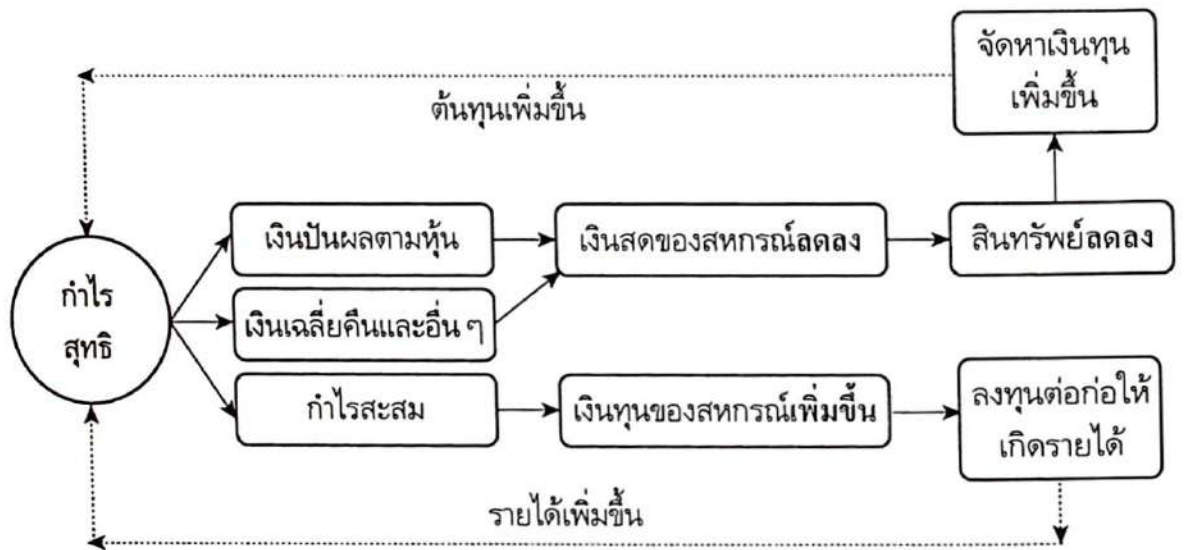 จัดหาเงินทุน
เพิ่มขึ้น
ต้นทุนเพิ่มขึ้น
เงินปันผลตามหุ้น
เงินสดของสหกรณ์ลดลง
สินทรัพย์ลดลง
กำไร
สุทธิ
เงินเฉลี่ยคืนและอื่น ๆ
กำไรสะสม
เงินทุนของสหกรณ์เพิ่มขึ้น
ลงทุนต่อก่อให้
เกิดรายได้
รายได้เพิ่มขึ้น